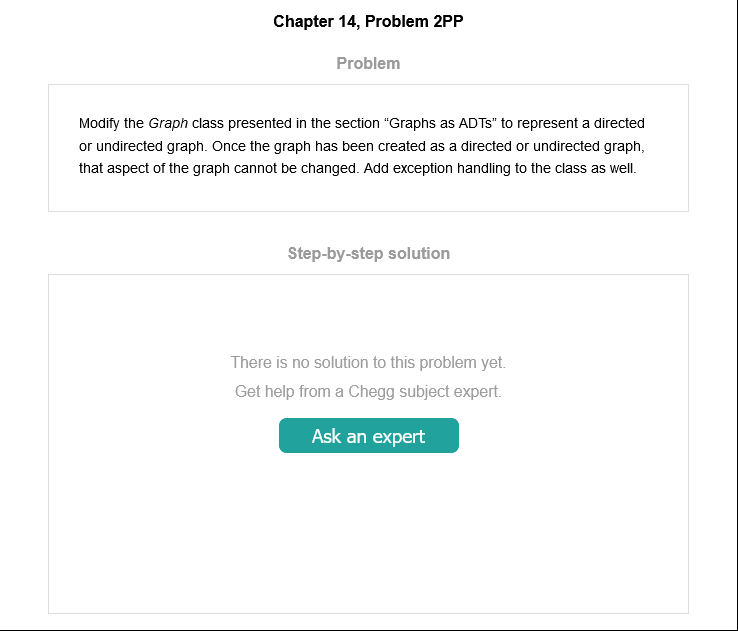 Chapter 14, Problem 2PP
Problem
Modify the Graph class presented in the section “Graphs as ADTs” to represent a directed
or undirected graph. Once the graph has been created as a directed or undirected graph,
that aspect of the graph cannot be changed. Add exception handling to the class as well.
Step-by-step solution
There is no solution to this problem yet.
Get help from a Chegg subject expert.
Ask an expert